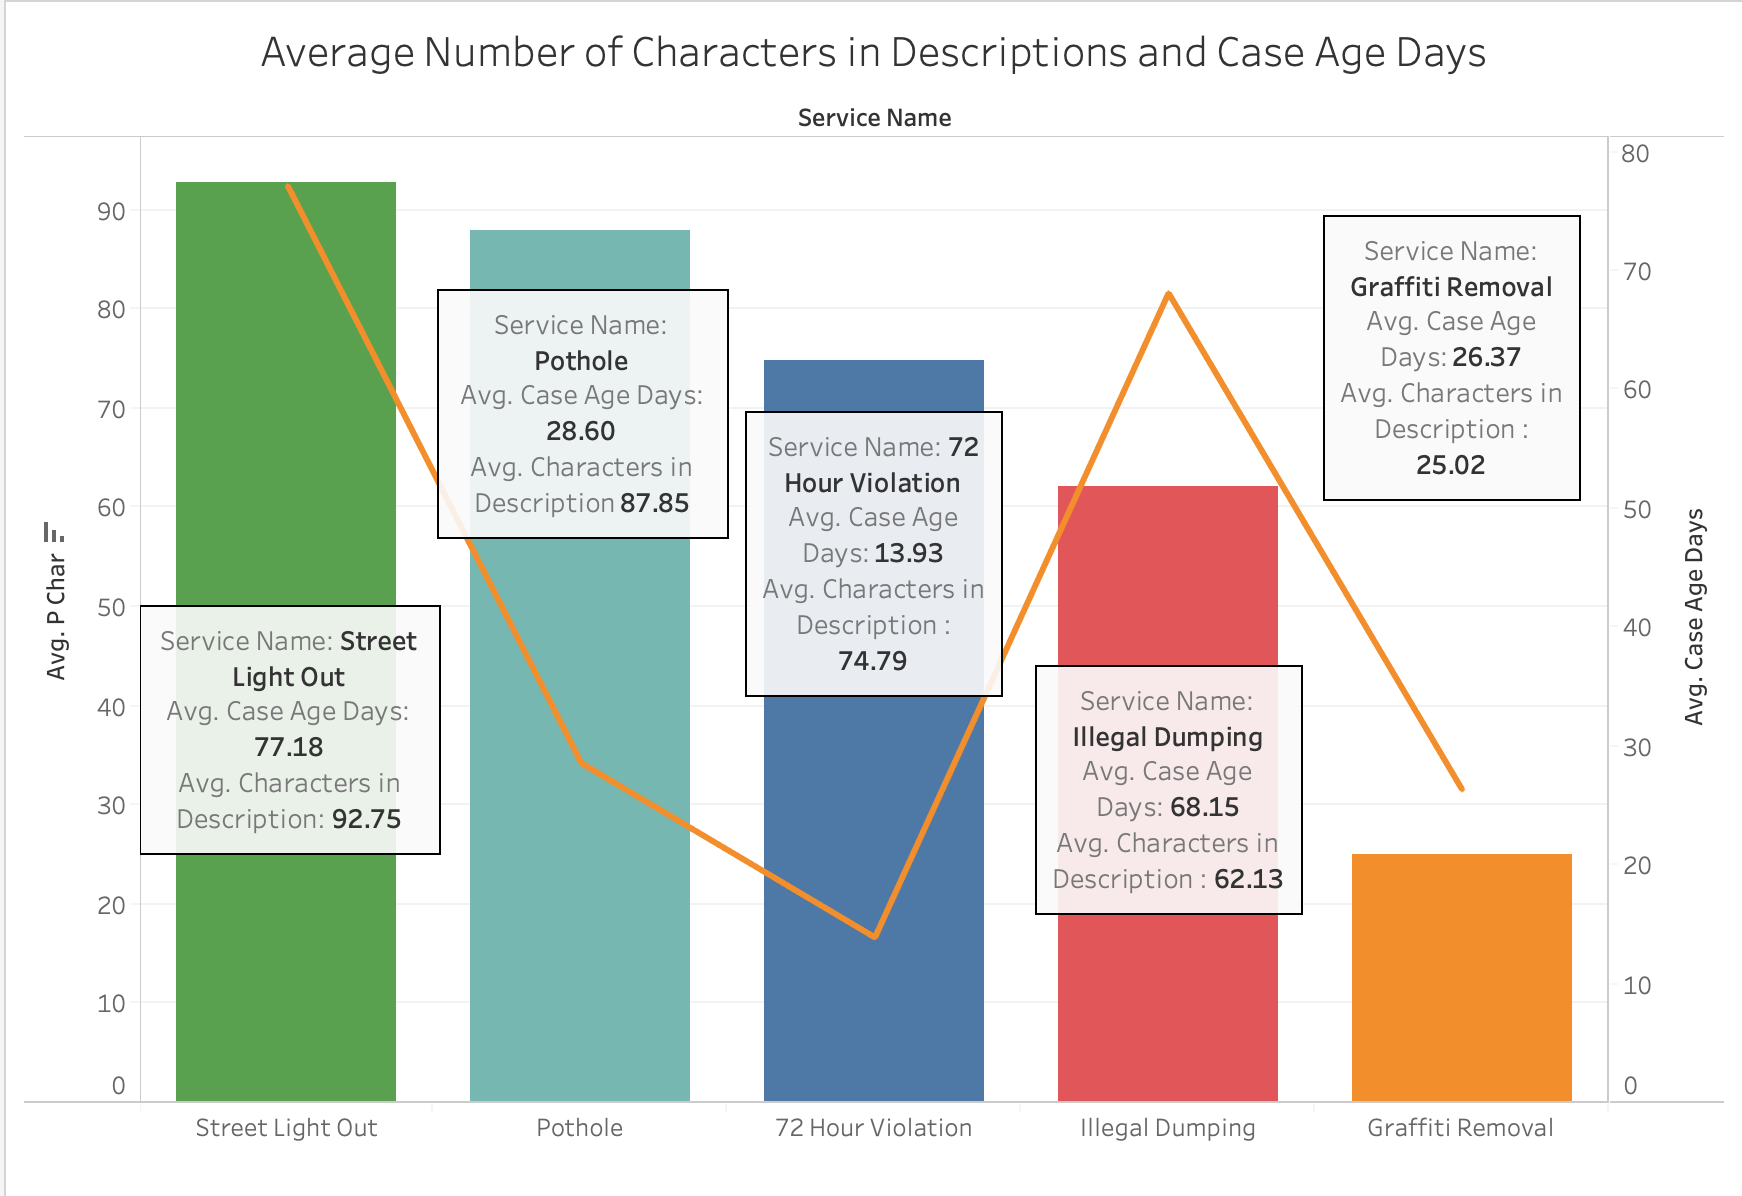 Average Number of Characters in Descriptions and Case Age Days
Service Name
Avg. P Char
90
80
70
60
50
40
30
20
10
0
Service Name: Street
Light Out
Avg. Case Age Days:
77.18
Avg. Characters in
Description: 92.75
Service Name:
Pothole
Avg. Case Age Days:
28.60
Avg. Characters in
Description 87.85
Service Name: 72
Hour Violation
Avg. Case Age
Days: 13.93
Avg. Characters in
Description :
74.79
Service Name:
Illegal Dumping
Avg. Case Age
Days: 68.15
Avg. Characters in
Description : 62.13
Service Name:
Graffiti Removal
Avg. Case Age
Days: 26.37
Avg. Characters in
Description :
25.02
80
70
60
50
40
30
20
10
0
Avg. Case Age Days
Street Light Out
Pothole
72 Hour Violation
Illegal Dumping
Graffiti Removal